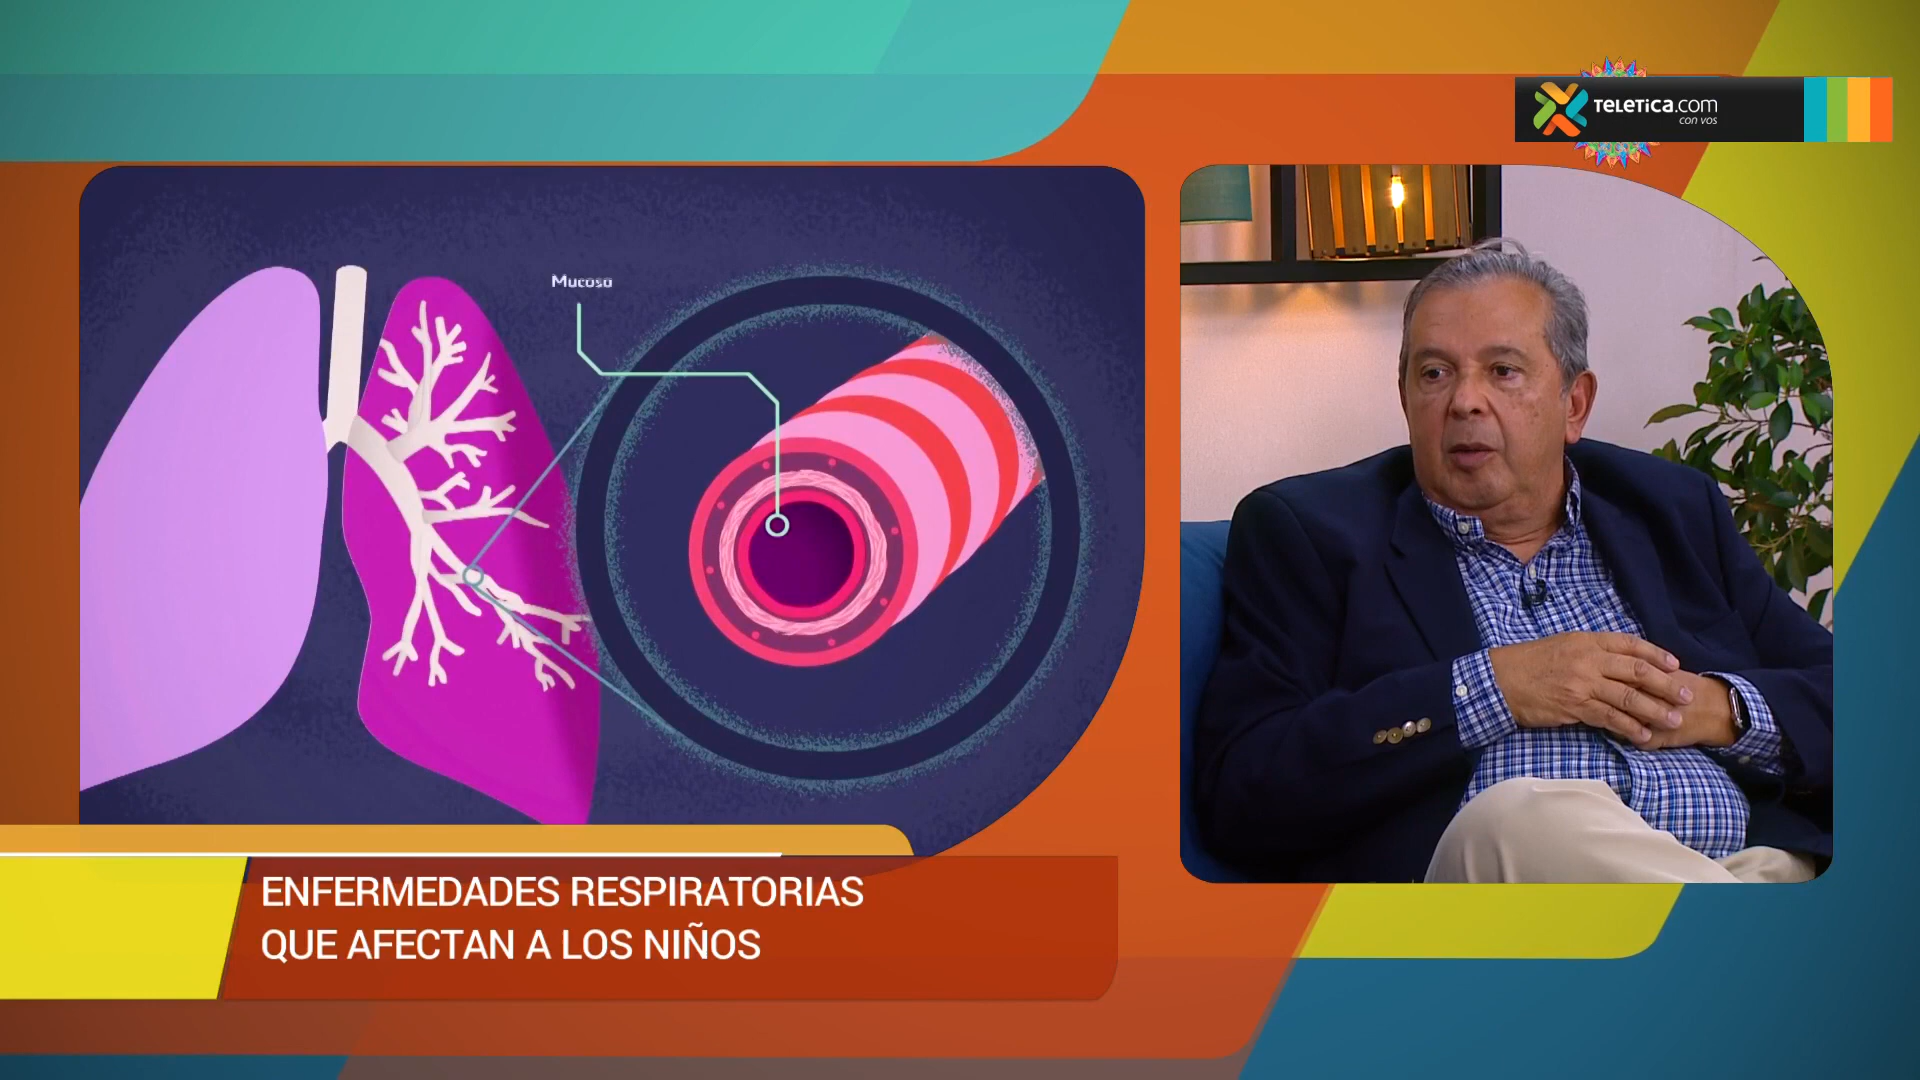 TELETICA.com
con vos
Mucosa
ENFERMEDADES RESPIRATORIAS
QUE AFECTAN A LOS NIÑOS